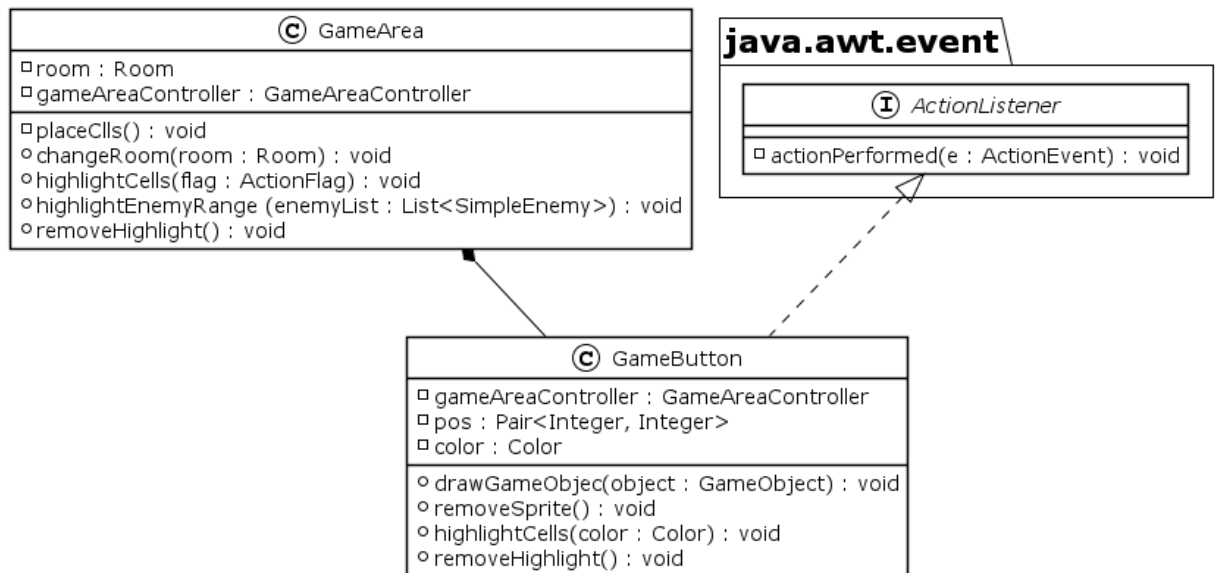 C GameArea
room : Room
gameAreaController : GameAreaController
placeClls() : void
changeRoom(room : Room) : void
highlightCells(flag : ActionFlag) : void
highlightEnemyRange (enemyList : List<SimpleEnemy>) : void
removeHighlight() : void
java.awt.event
I ActionListener
actionPerformed(e : ActionEvent) : void
C GameButton
gameAreaController : GameAreaController
pos : Pair<Integer, Integer>
color : Color
drawGameObjec(object : GameObject) : void
removeSprite() : void
highlightCells(color : Color) : void
removeHighlight() : void